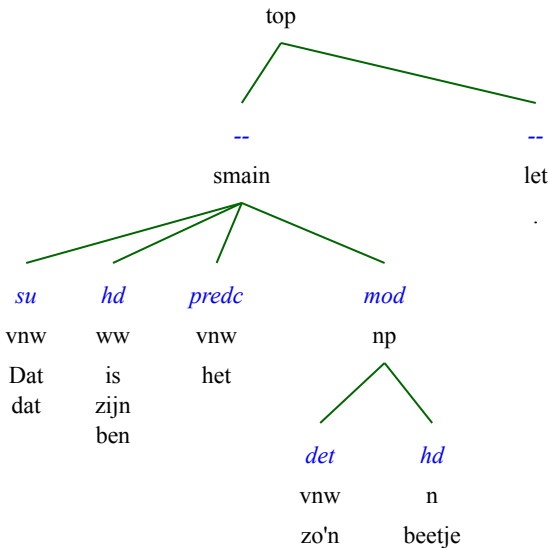 top
-- --
smain let
.
su hd predc mod
vnw ww vnw np
Dat is het
dat zijn
ben
det hd
vnw n
zo'n beetje